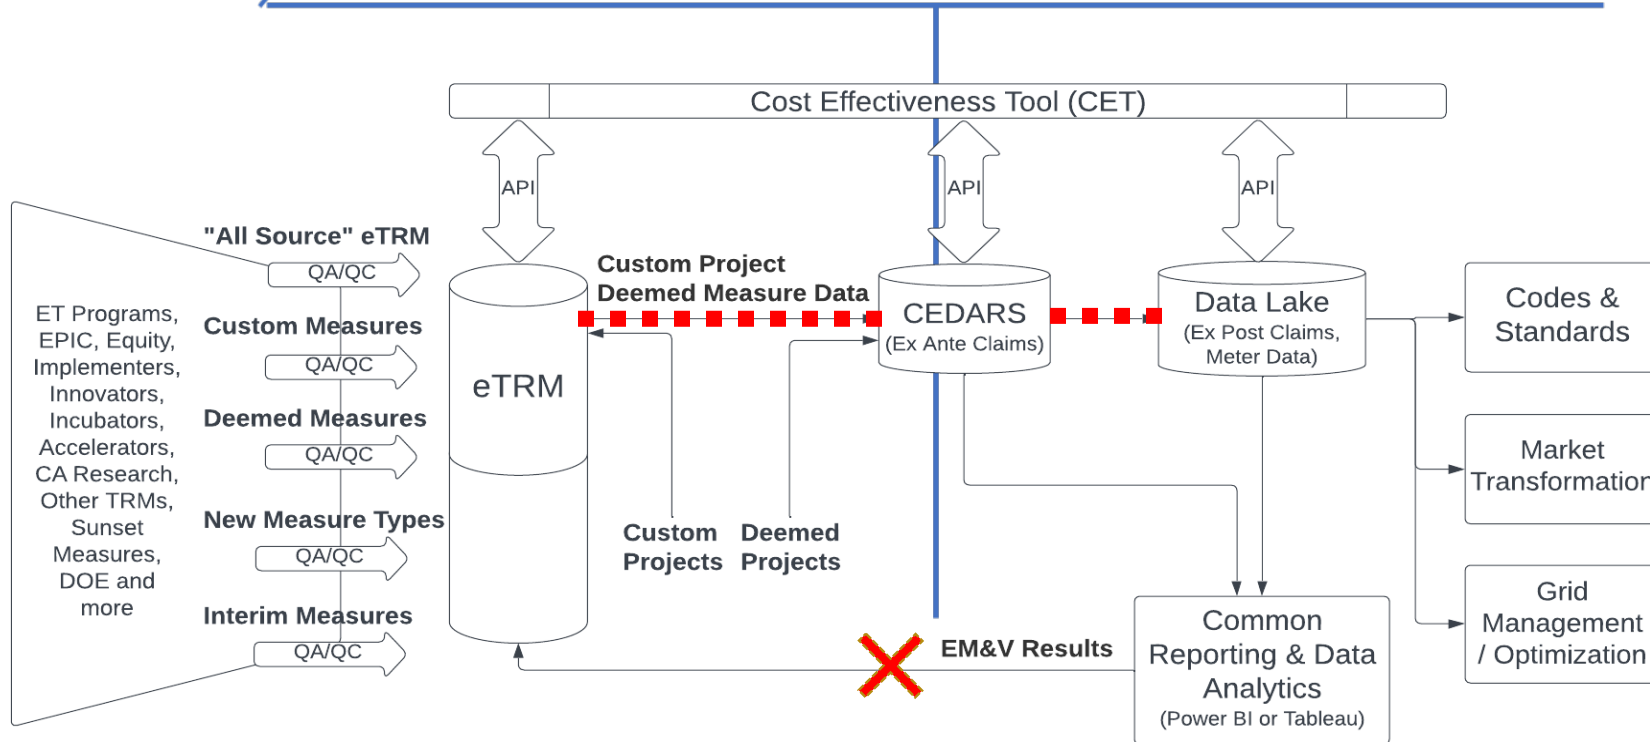 Cost Effectiveness Tool (CET)
API
API
API
"All Source" eTRM
QA/QC
Custom Measures
QA/QC
Deemed Measures
QA/QC
New Measure Types
QA/QC
Interim Measures
QA/QC
ET Programs,
EPIC, Equity,
Implementers,
Innovators,
Incubators,
Accelerators,
CA Research,
Other TRMs,
Sunset
Measures,
DOE and
more
eTRM
Custom Project
Deemed Measure Data
Custom
Projects
Deemed
Projects
CEDARS
(Ex Ante Claims)
Data Lake
(Ex Post Claims,
Meter Data)
Codes &
Standards
Market
Transformation
Grid
Management
/ Optimization
EM&V Results
Common
Reporting & Data
Analytics
(Power BI or Tableau)